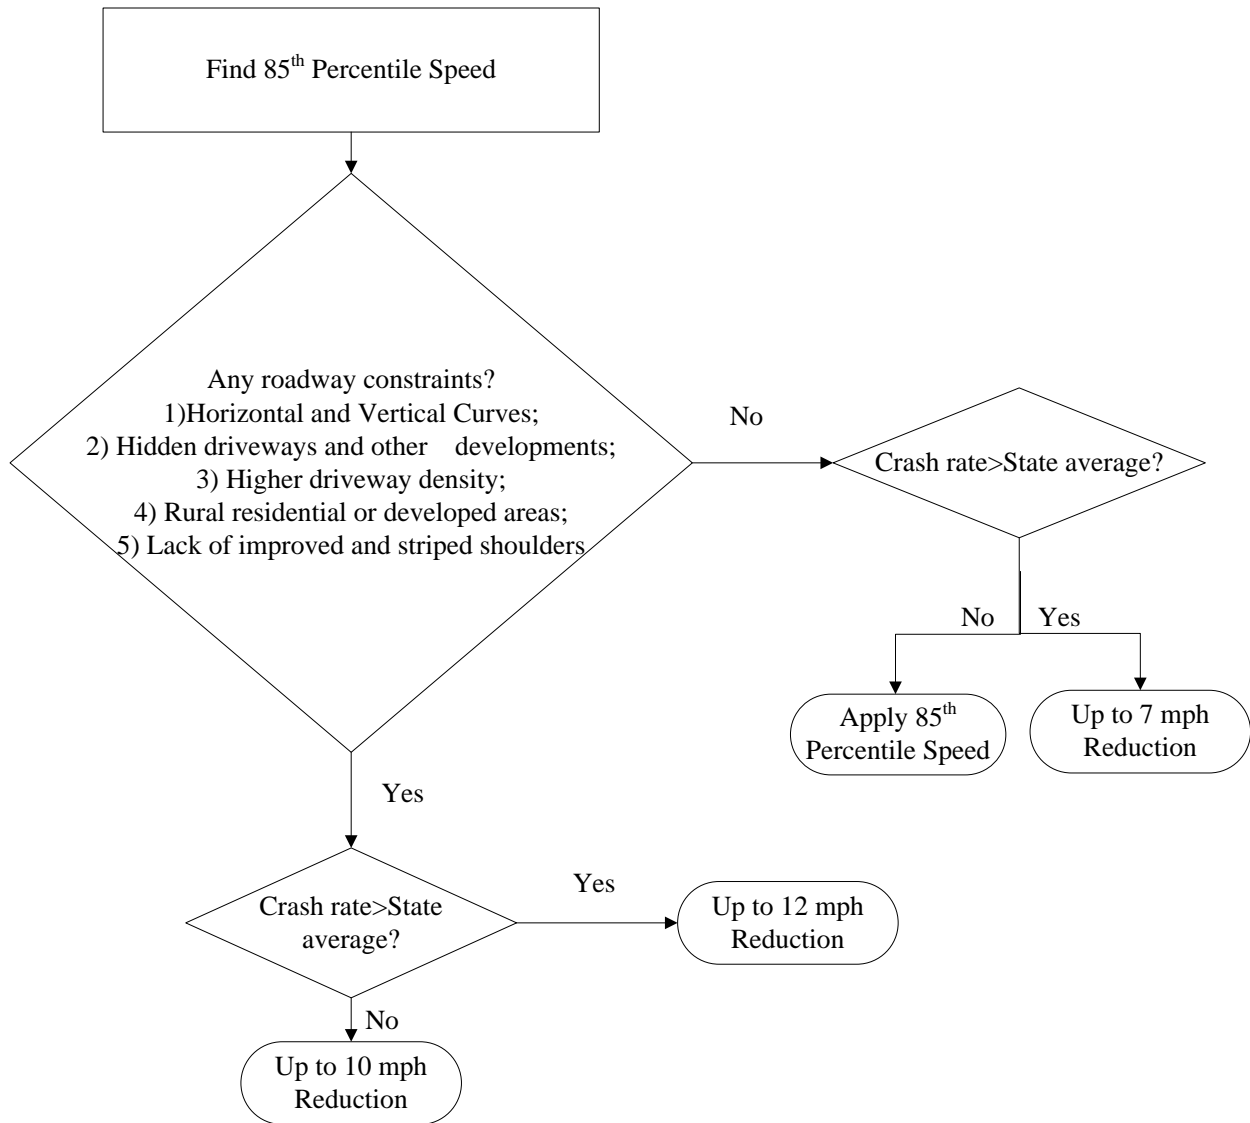 Find 85th Percentile Speed
Any roadway constraints?
1)Horizontal and Vertical Curves;
2) Hidden driveways and other developments;
3) Higher driveway density;
4) Rural residential or developed areas;
5) Lack of improved and striped shoulders
No
Crash rate>State average?
No
Yes
Apply 85th
Percentile Speed
Up to 7 mph
Reduction
Yes
Crash rate>State
average?
Yes
Up to 12 mph
Reduction
No
Up to 10 mph
Reduction